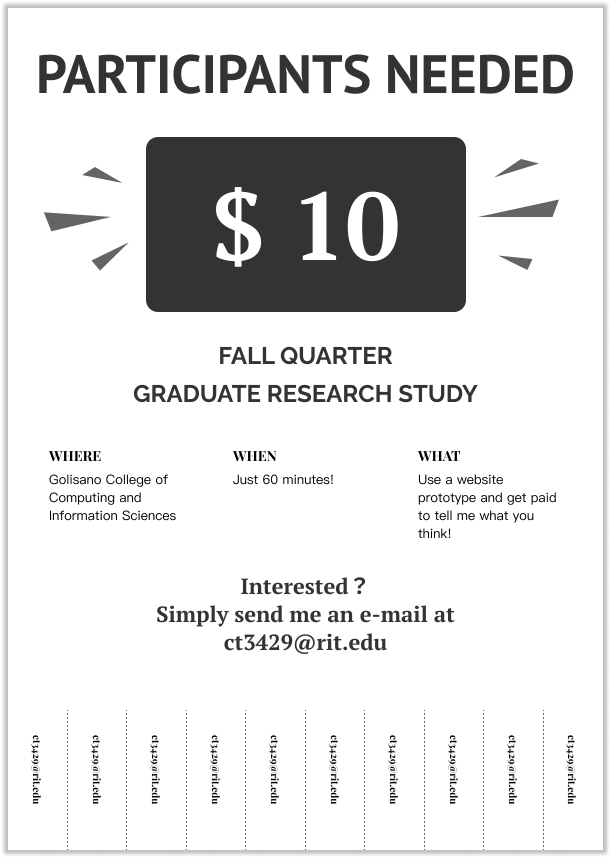 PARTICIPANTS NEEDED
$ 10
FALL QUARTER
GRADUATE RESEARCH STUDY
WHERE
Golisano College of
Computing and
Information Sciences
WHEN
Just 60 minutes!
WHAT
Use a website
prototype and get paid
to tell me what you
think!
Interested ?
Simply send me an e-mail at
ct3429@rit.edu
ct3429@rit.edu
ct3429@rit.edu
ct3429@rit.edu
ct3429@rit.edu
ct3429@rit.edu
ct3429@rit.edu
ct3429@rit.edu
ct3429@rit.edu
ct3429@rit.edu
ct3429@rit.edu